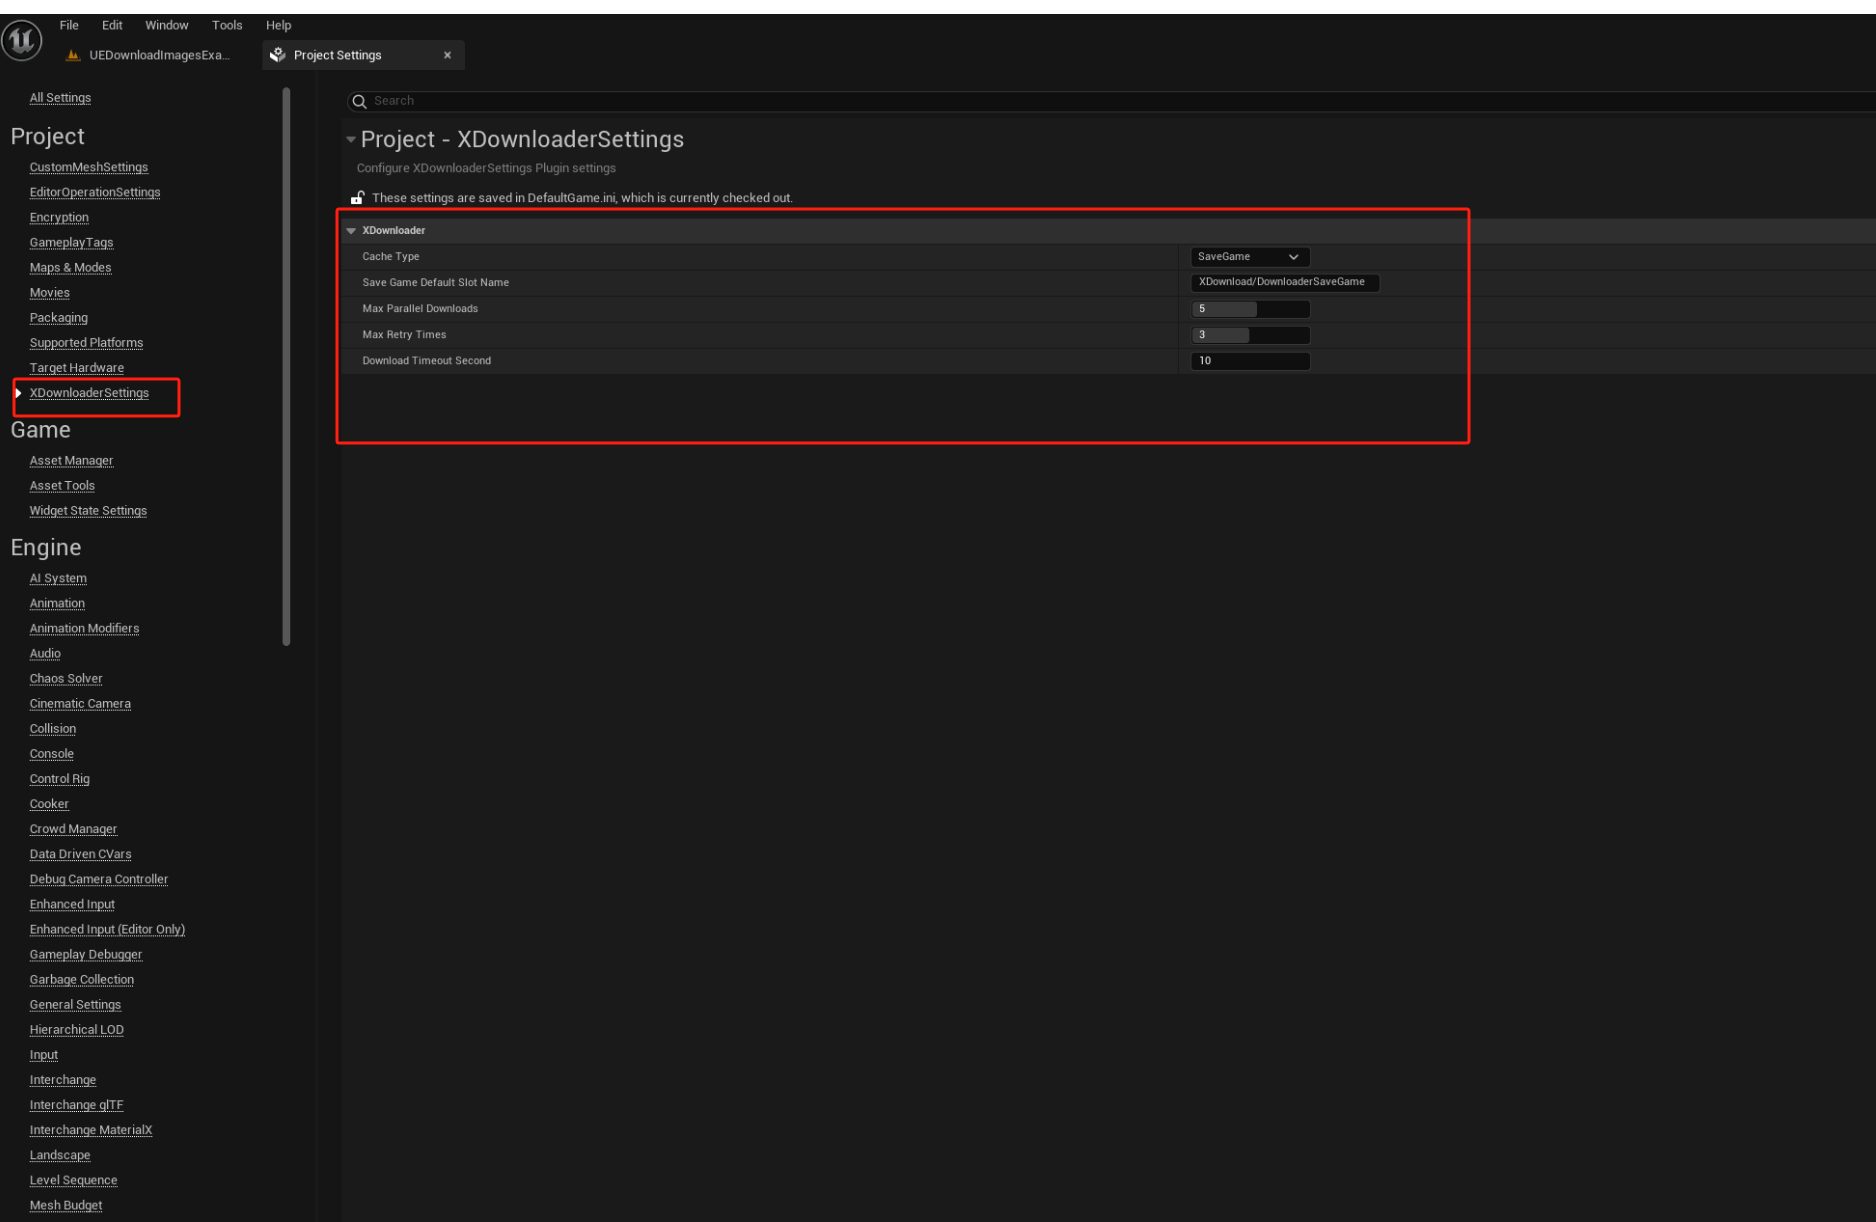 File Edit Window Tools Help
UEDownloadImagesExa...
Project Settings
All Settings
Project
CustomMeshSettings
EditorOperationSettings
Encryption
GameplayTags
Maps & Modes
Movies
Packaging
Supported Platforms
Target Hardware
XDownloaderSettings
Game
Asset Manager
Asset Tools
Widget State Settings
Engine
AI System
Animation
Animation Modifiers
Audio
Chaos Solver
Cinematic Camera
Collision
Console
Control Rig
Cooker
Crowd Manager
Data Driven CVars
Debug Camera Controller
Enhanced Input
Enhanced Input (Editor Only)
Gameplay Debugger
Garbage Collection
General Settings
Hierarchical LOD
Input
Interchange
Interchange glTF
Interchange MaterialX
Landscape
Level Sequence
Mesh Budget
Search
Project - XDownloaderSettings
Configure XDownloaderSettings Plugin settings
These settings are saved in DefaultGame.ini, which is currently checked out.
XDownloader
Cache Type SaveGame
Save Game Default Slot Name XDownload/DownloaderSaveGame
Max Parallel Downloads 5
Max Retry Times 3
Download Timeout Second 10